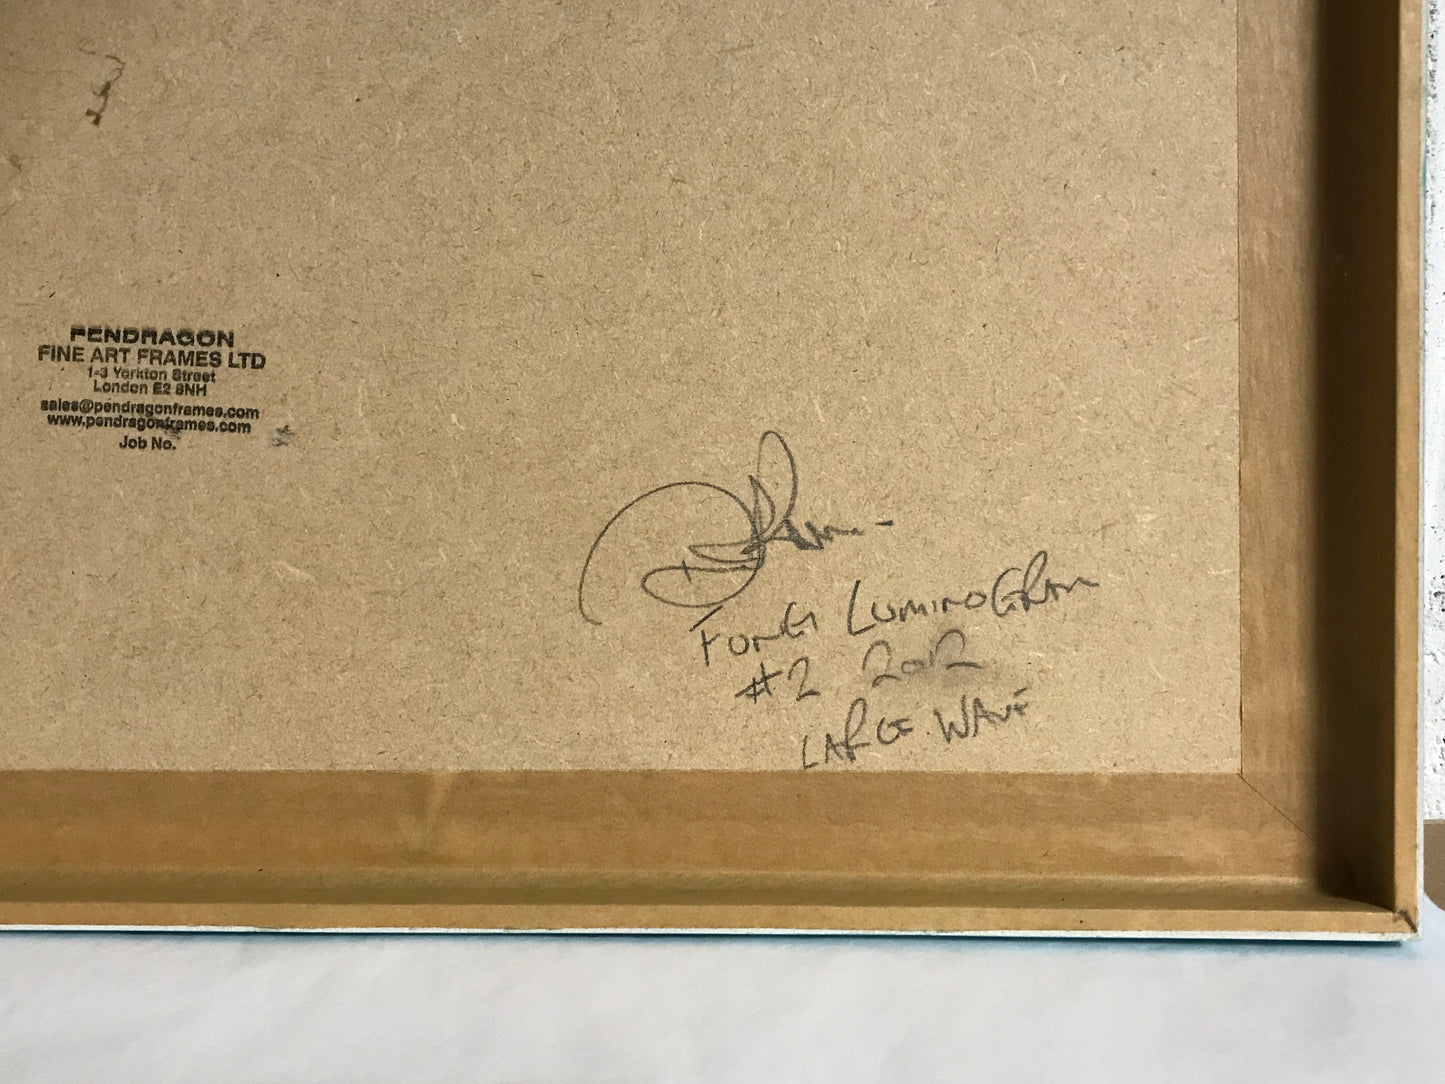 PENDRAGON
FINE ART FRAMES LTD
1-3 Yorkton Street
London E2 8NH
sales@pendragonframes.com
www.pendragonframes.com
Job No.
FUNGI LUMINOGRAM
#2 2012
LARGE WAVE